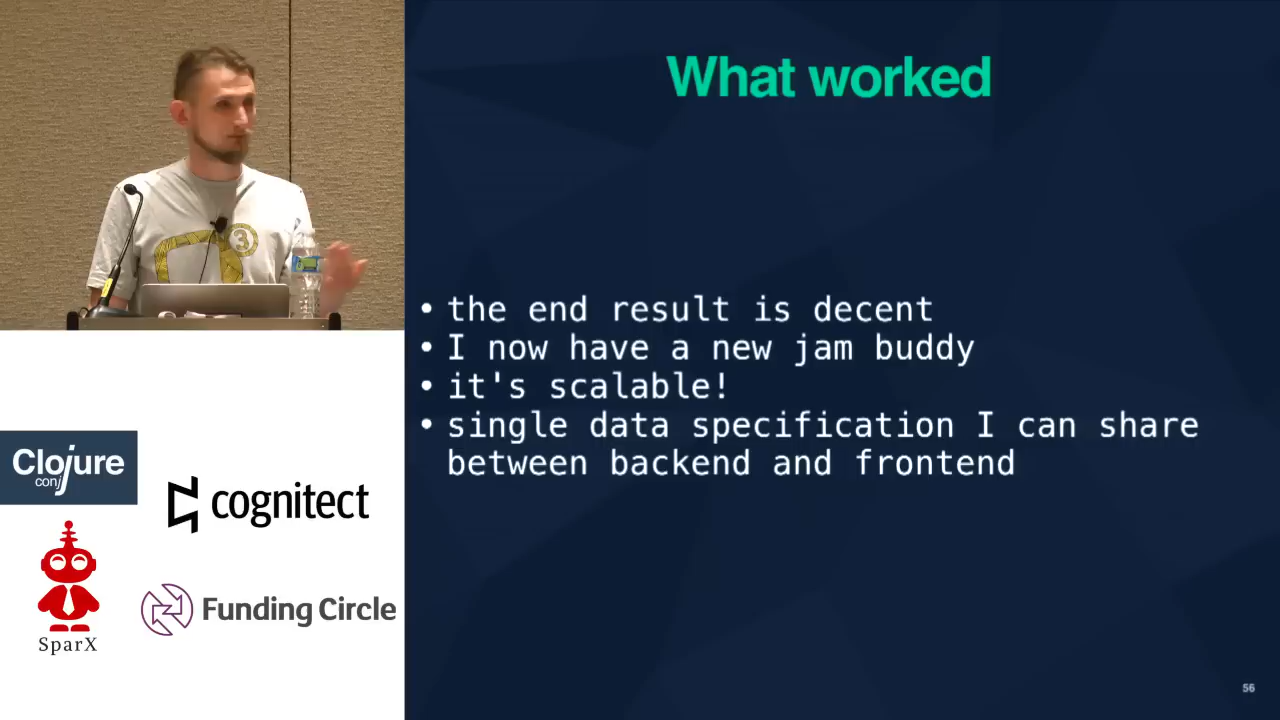 What worked
• the end result is decent
• I now have a new jam buddy
• it's scalable!
• single data specification I can share
between backend and frontend
3
Clojure
conj
cognitect
SparX
Funding Circle
56